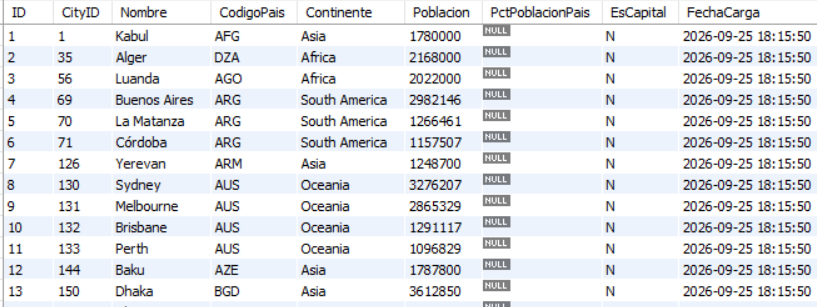 ID CityID Nombre CodigoPais Continente Poblacion PctPoblacionPais EsCapital FechaCarga
1 1 Kabul AFG Asia 1780000 NULL N 2026-09-25 18:15:50
2 35 Alger DZA Africa 2168000 NULL N 2026-09-25 18:15:50
3 56 Luanda AGO Africa 2022000 NULL N 2026-09-25 18:15:50
4 69 Buenos Aires ARG South America 2982146 NULL N 2026-09-25 18:15:50
5 70 La Matanza ARG South America 1266461 NULL N 2026-09-25 18:15:50
6 71 Córdoba ARG South America 1157507 NULL N 2026-09-25 18:15:50
7 126 Yerevan ARM Asia 1248700 NULL N 2026-09-25 18:15:50
8 130 Sydney AUS Oceania 3276207 NULL N 2026-09-25 18:15:50
9 131 Melbourne AUS Oceania 2865329 NULL N 2026-09-25 18:15:50
10 132 Brisbane AUS Oceania 1291117 NULL N 2026-09-25 18:15:50
11 133 Perth AUS Oceania 1096829 NULL N 2026-09-25 18:15:50
12 144 Baku AZE Asia 1787800 NULL N 2026-09-25 18:15:50
13 150 Dhaka BGD Asia 3612850 NULL N 2026-09-25 18:15:50